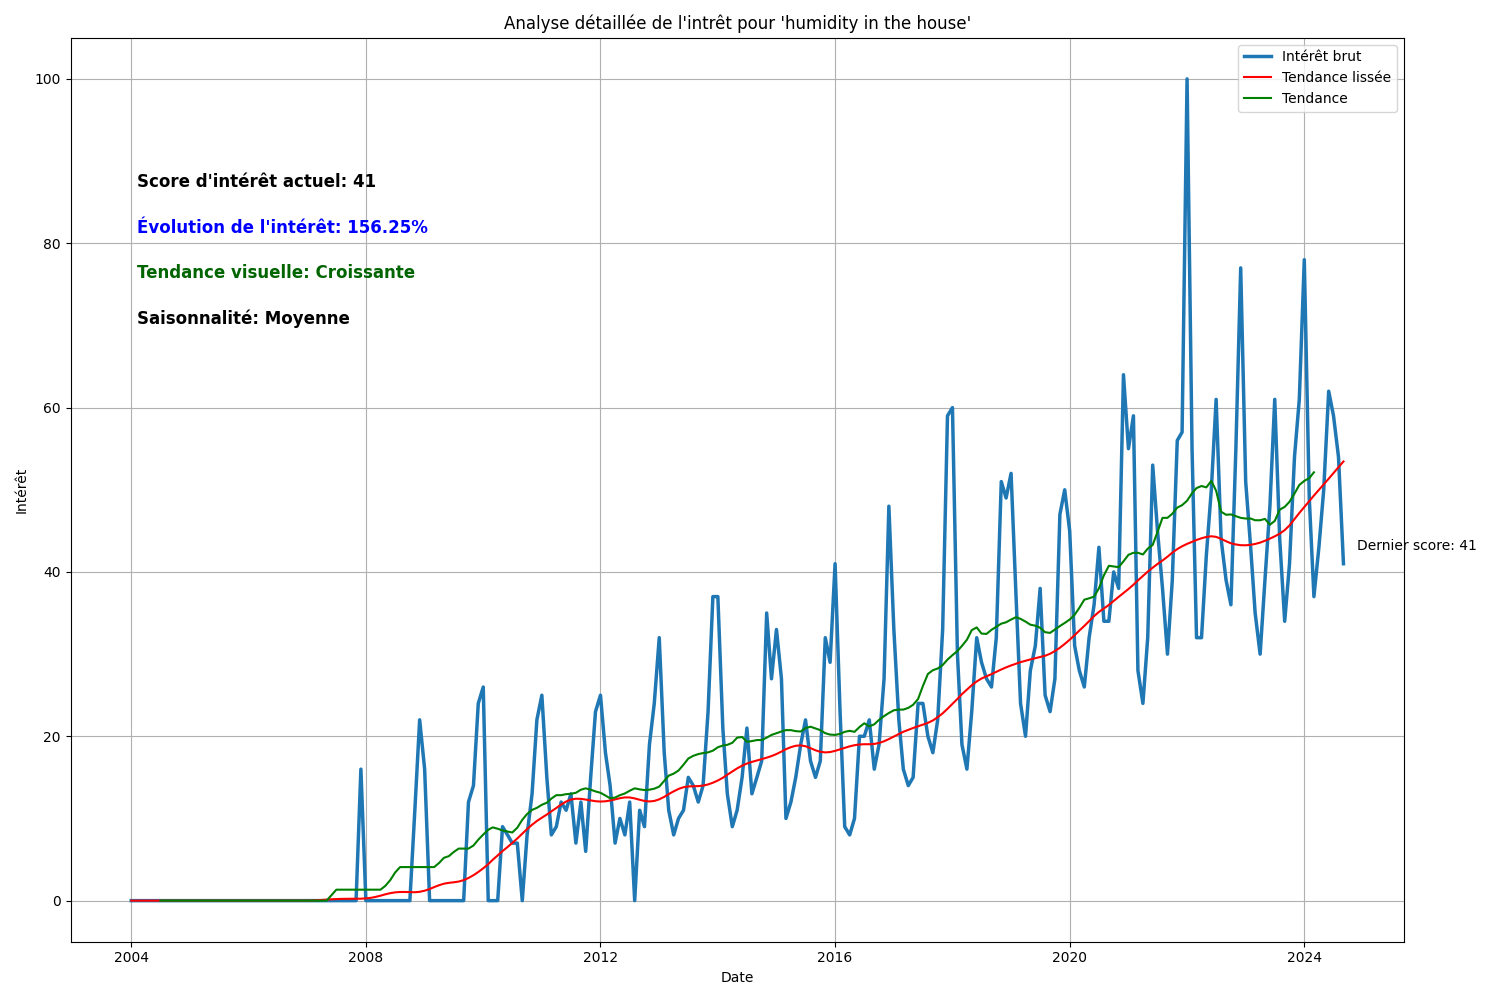 Analyse détaillée de l'intrêt pour 'humidity in the house'
Intérêt brut
Tendance lissée
Tendance
Score d'intérêt actuel: 41
Évolution de l'intérêt: 156.25%
Tendance visuelle: Croissante
Saisonnalité: Moyenne
Dernier score: 41
100
80
60
40
20
0
Intérêt
2004
2008
2012
2016
2020
2024
Date